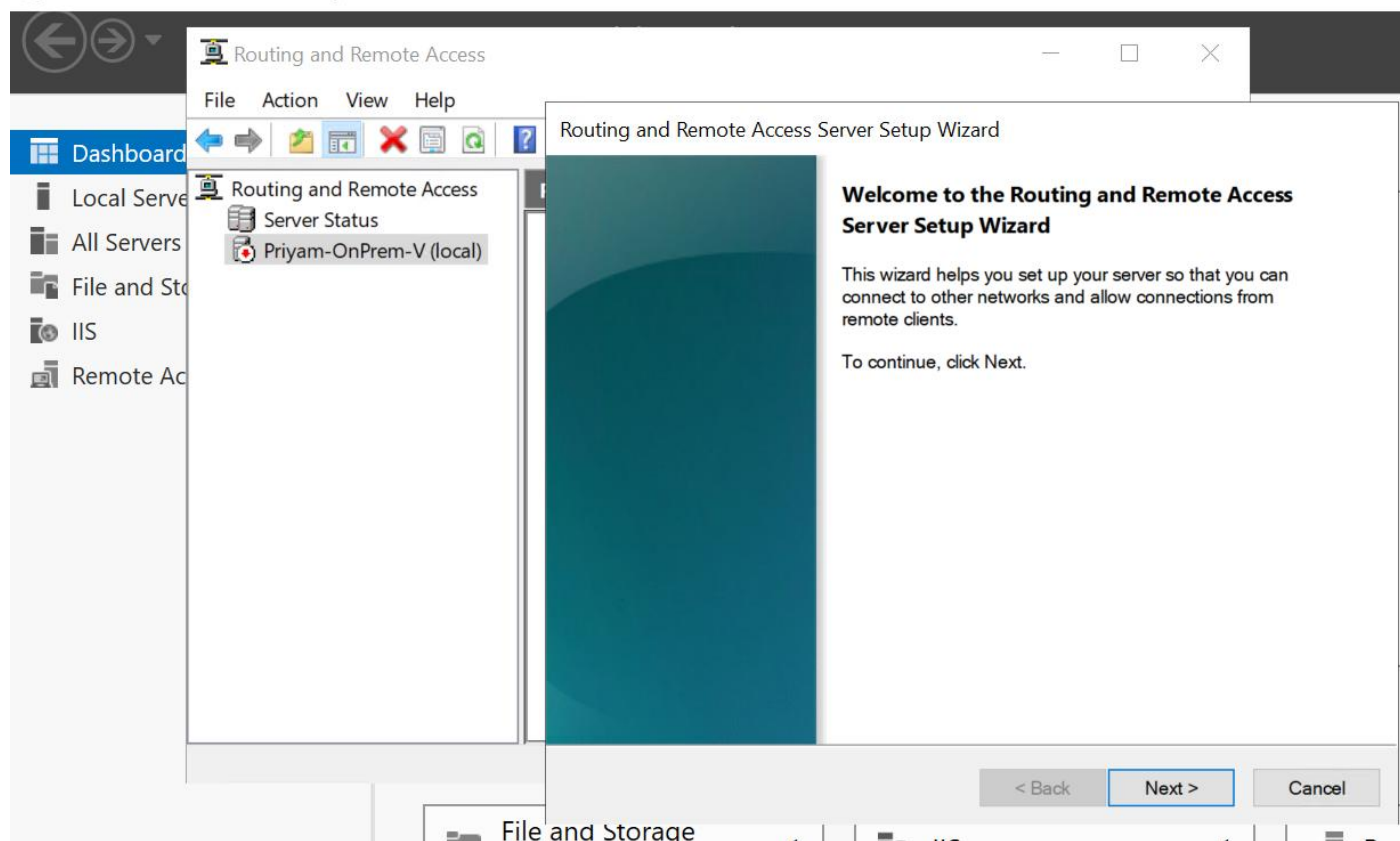 Routing and Remote Access
File Action View Help
Dashboard
Local Serve
All Servers
File and Sto
IIS
Remote Ac
Routing and Remote Access
Server Status
Priyam-OnPrem-V (local)
Routing and Remote Access Server Setup Wizard
Welcome to the Routing and Remote Access
Server Setup Wizard
This wizard helps you set up your server so that you can
connect to other networks and allow connections from
remote clients.
To continue, click Next.
< Back Next > Cancel
File and Storage